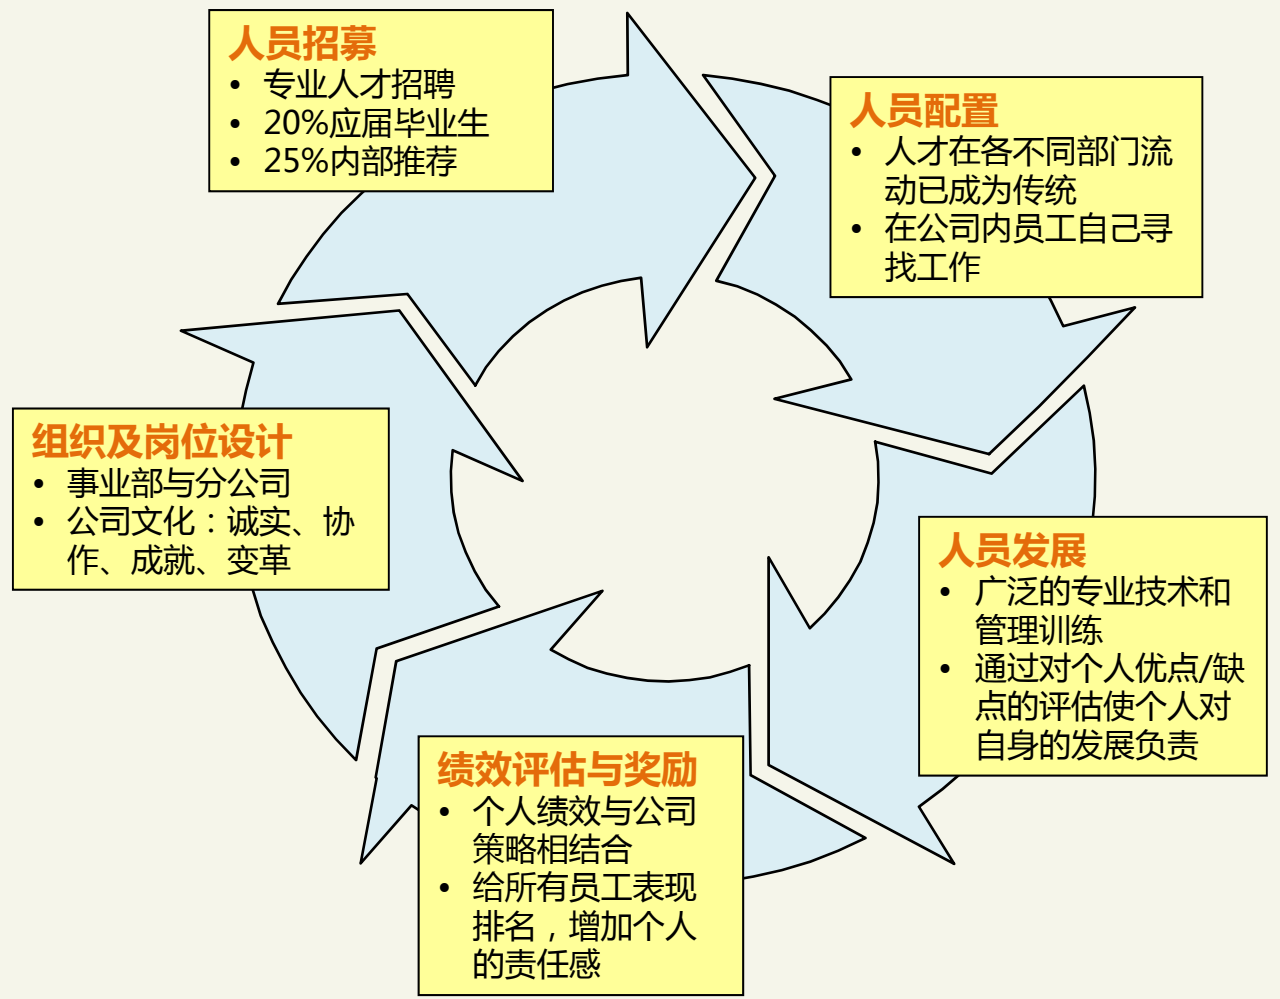 人员招募
• 专业人才招聘
• 20%应届毕业生
• 25%内部推荐
人员配置
• 人才在各不同部门流
动已成为传统
• 在公司内员工自己寻
找工作
组织及岗位设计
• 事业部与分公司
• 公司文化：诚实、协
作、成就、变革
人员发展
• 广泛的专业技术和
管理训练
• 通过对个人优点/缺
点的评估使个人对
自身的发展负责
绩效评估与奖励
• 个人绩效与公司
策略相结合
• 给所有员工表现
排名，增加个人
的责任感